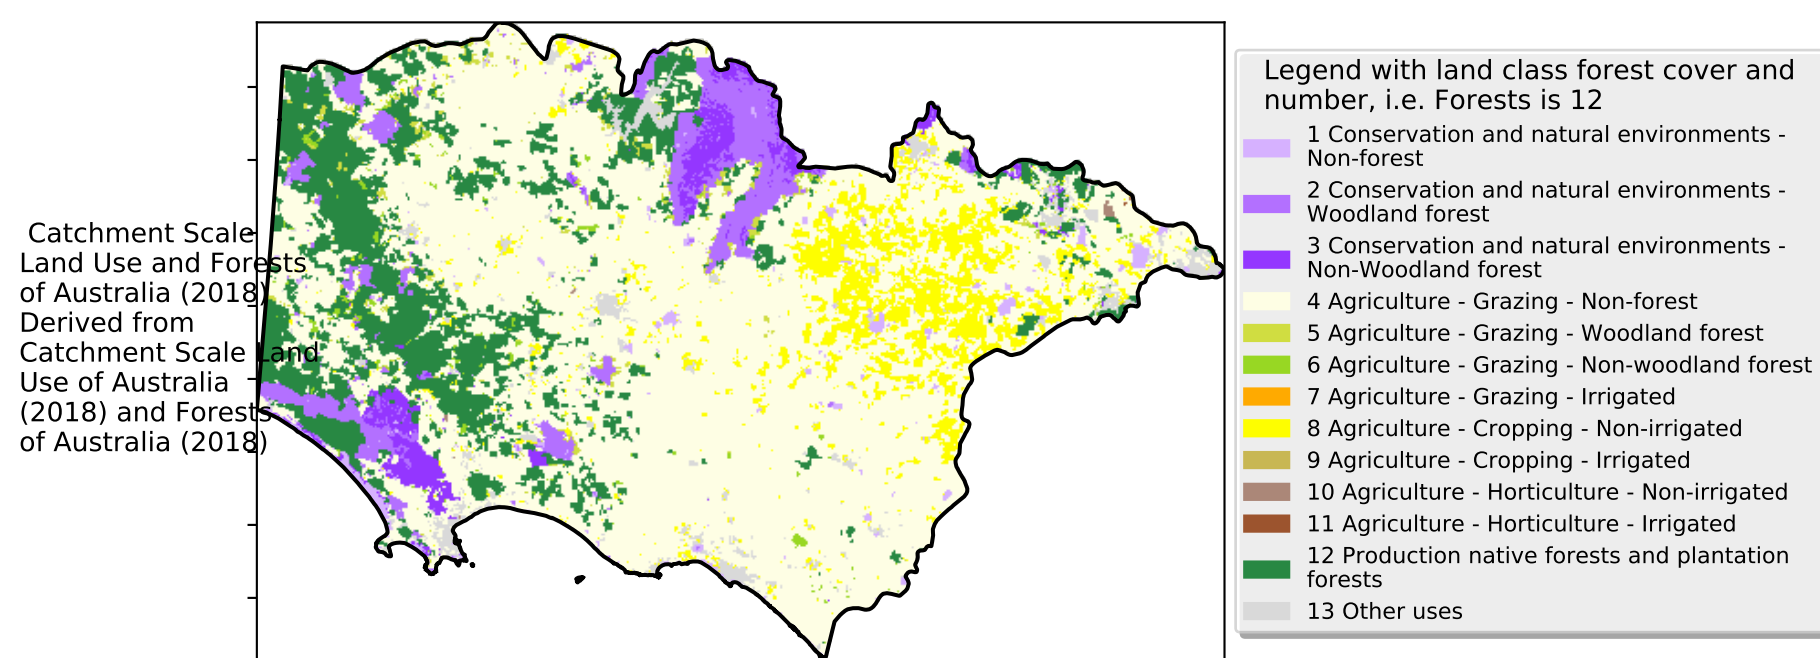 Catchment Scale
Land Use and Forests
of Australia (2018)
Derived from
Catchment Scale Land
Use of Australia
(2018) and Forests
of Australia (2018)
Legend with land class forest cover and
number, i.e. Forests is 12
1 Conservation and natural environments -
Non-forest
2 Conservation and natural environments -
Woodland forest
3 Conservation and natural environments -
Non-Woodland forest
4 Agriculture - Grazing - Non-forest
5 Agriculture - Grazing - Woodland forest
6 Agriculture - Grazing - Non-woodland forest
7 Agriculture - Grazing - Irrigated
8 Agriculture - Cropping - Non-irrigated
9 Agriculture - Cropping - Irrigated
10 Agriculture - Horticulture - Non-irrigated
11 Agriculture - Horticulture - Irrigated
12 Production native forests and plantation
forests
13 Other uses